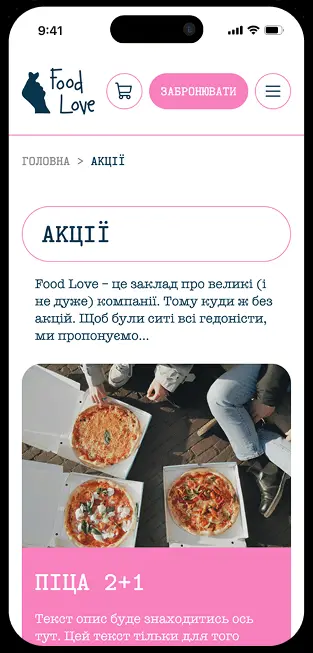 9:41
Food
Love
ЗАБРОНЮВАТИ
ГОЛОВНА > АКЦІЇ
АКЦІЇ
Food Love – це заклад про великі (і
не дуже) компанії. Тому куди ж без
акцій. Щоб були ситі всі гедоністи,
ми пропонуємо...
ПІЦА 2+1
Текст опис буде знаходитись ось
тут. Цей текст тільки для того